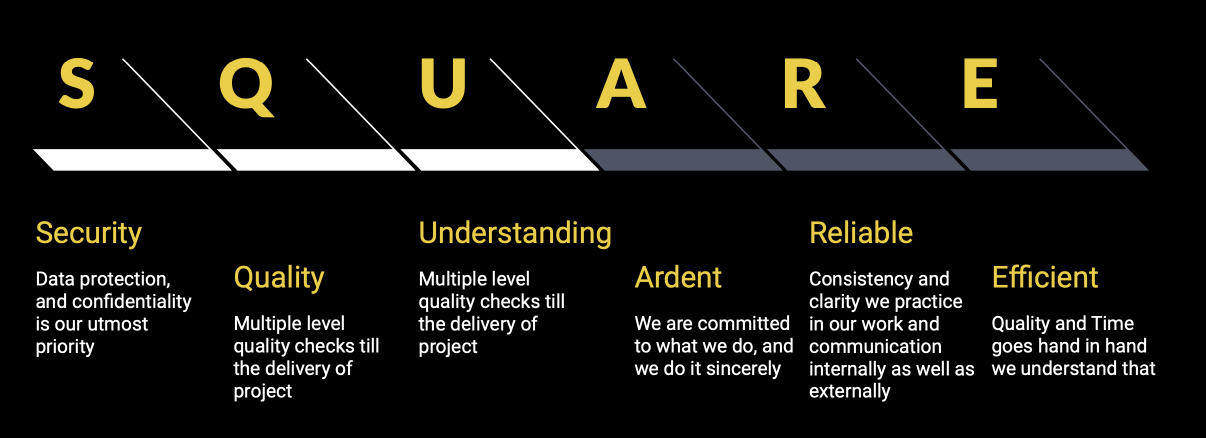 S Q U A R E
Security
Data protection,
and confidentiality
is our utmost
priority
Quality
Multiple level
quality checks till
the delivery of
project
Understanding
Multiple level
quality checks till
the delivery of
project
Ardent
We are committed
to what we do, and
we do it sincerely
Reliable
Consistency and
clarity we practice
in our work and
communication
internally as well as
externally
Efficient
Quality and Time
goes hand in hand
we understand that